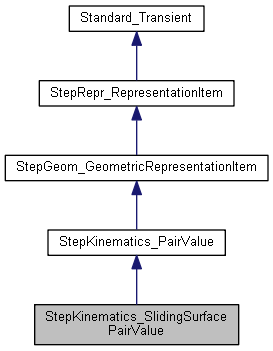 Standard_Transient
StepRepr_RepresentationItem
StepGeom_GeometricRepresentationItem
StepKinematics_PairValue
StepKinematics_SlidingSurface
PairValue